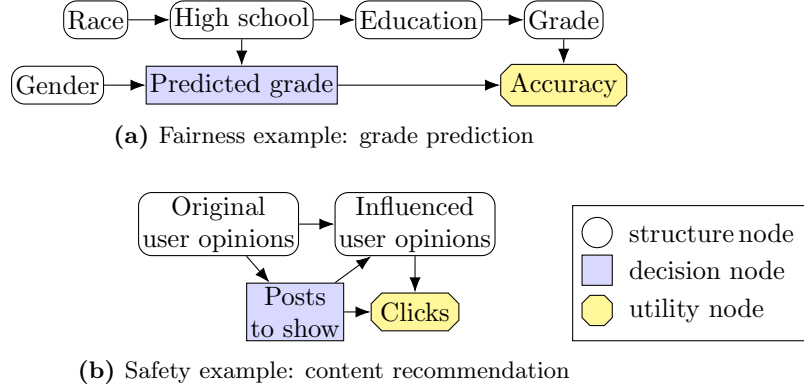 Race High school Education Grade
Gender Predicted grade Accuracy
(a) Fairness example: grade prediction
Original
user opinions
Influenced
user opinions
Posts
to show
Clicks
structure node
decision node
utility node
(b) Safety example: content recommendation